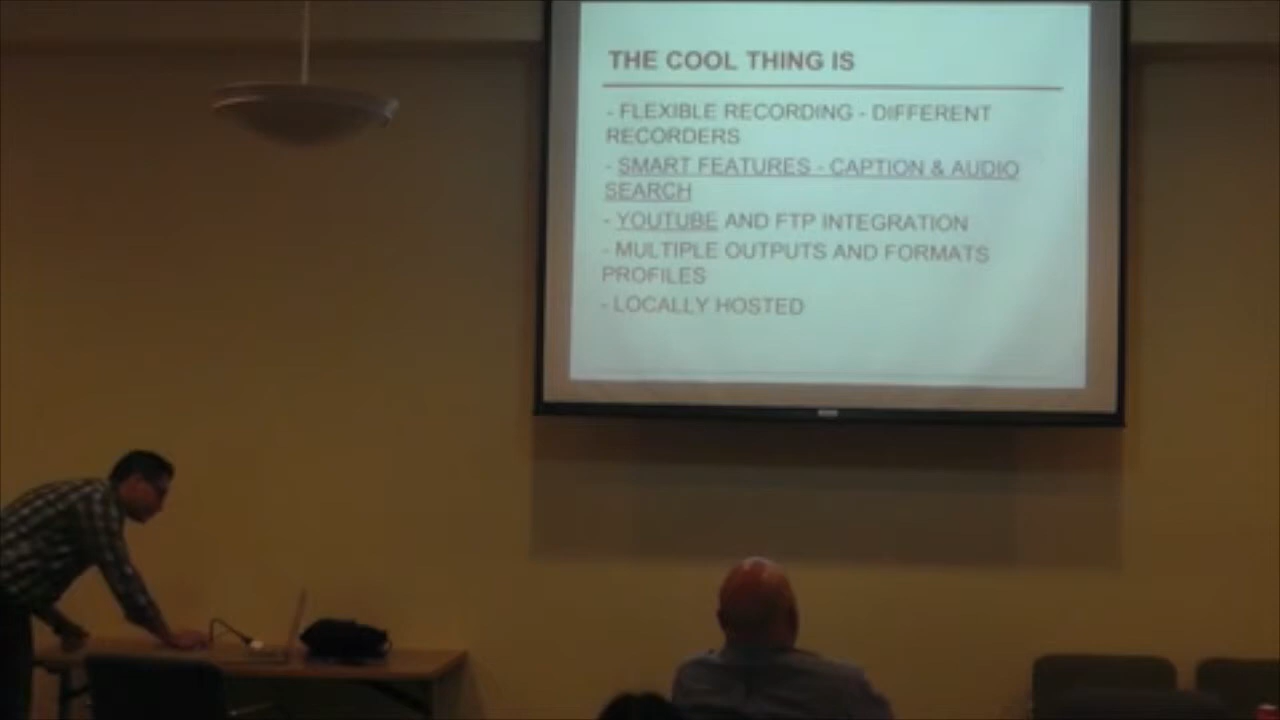 THE COOL THING IS
- FLEXIBLE RECORDING - DIFFERENT
RECORDERS
- SMART FEATURES - CAPTION & AUDIO
SEARCH
- YOUTUBE AND FTP INTEGRATION
- MULTIPLE OUTPUTS AND FORMATS
PROFILES
- LOCALLY HOSTED